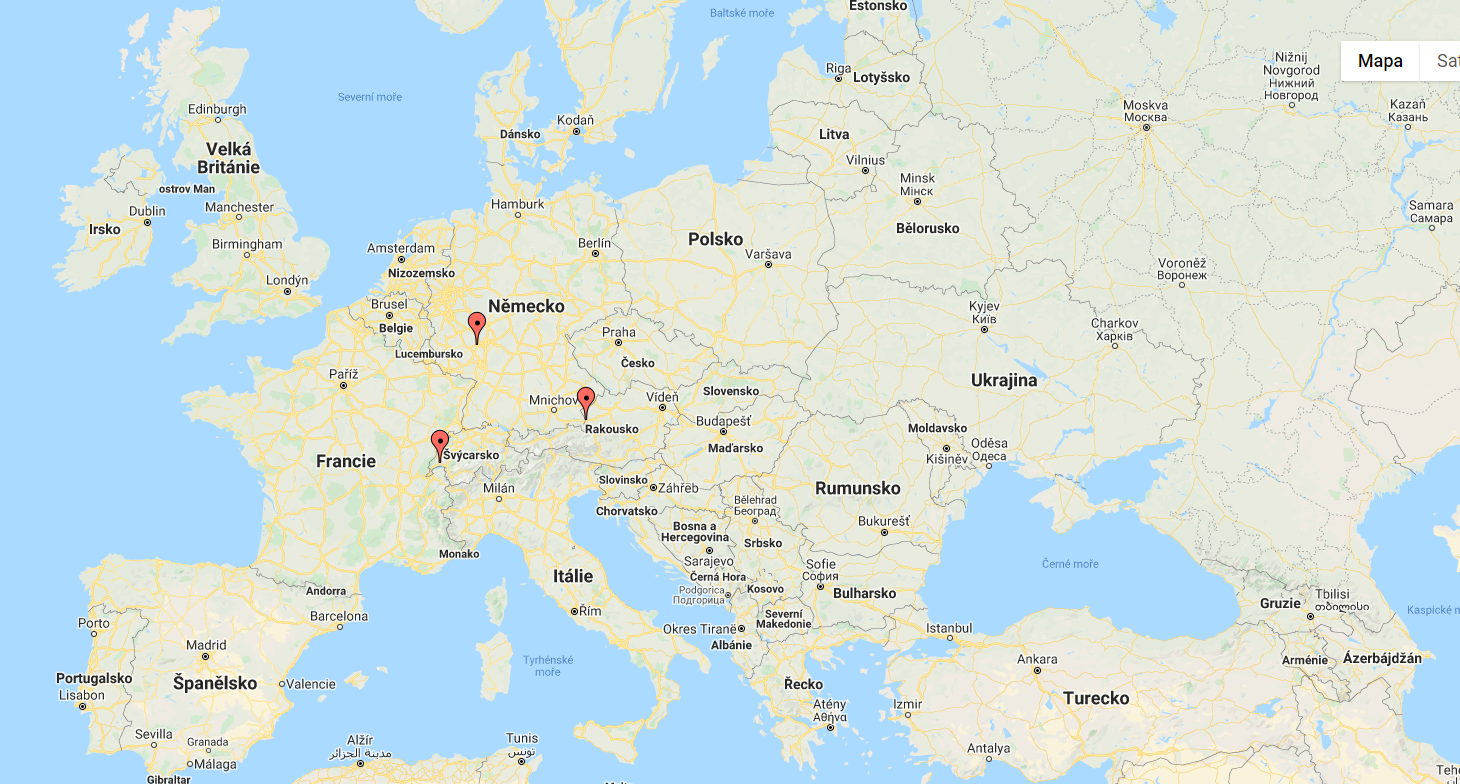 Estonsko
Baltské moře
Mapa
Sat
Riga
Lotyšsko
Nižnij
Novgorod
Нижний
Новгород
Severní moře
Moskva
Москва
Kazaň
Казань
Edinburgh
Kodaň
Dánsko
Litva
Velká
Británie
Vilnius
Minsk
Мінск
ostrov Man
Dublin
Manchester
Hamburk
Samara
Самара
Irsko
Bělorusko
Birmingham
Amsterdam
Berlín
Polsko
Varšava
Nizozemsko
Londýn
Voroněž
Воронеж
Brusel
Německo
Kyjev
Київ
Belgie
Praha
Charkov
Харків
Lucembursko
Česko
Paříž
Ukrajina
Slovensko
Mnichov
Vídeň
Rakousko
Budapešť
Moldavsko
Maďarsko
Oděsa
Одеса
Francie
Švýcarsko
Kišiněv
Slovinsko
Záhřeb
Milán
Rumunsko
Chorvatsko
Bělehrad
Београд
Bosna a
Hercegovina
Bukurešť
Srbsko
Monako
Sarajevo
Sofie
София
Černé moře
Itálie
Černá Hora
Andorra
Podgorica
Подгорица
Kosovo
Bulharsko
Tbilisi
თბილისი
Gruzie
Kaspické m
Řím
Barcelona
Severní
Makedonie
Porto
Okres Tiraně
Istanbul
Albánie
Madrid
Tyrhénské
moře
Ankara
Arménie
Ázerbájdžán
Portugalsko
Španělsko
Valencie
Řecko
Turecko
Lisabon
Atény
Αθήνα
Izmir
Sevilla
Granada
Alžír
مدينة الجزائر
Tunis
تونس
Antalya
Málaga
Gibraltar
Tehe